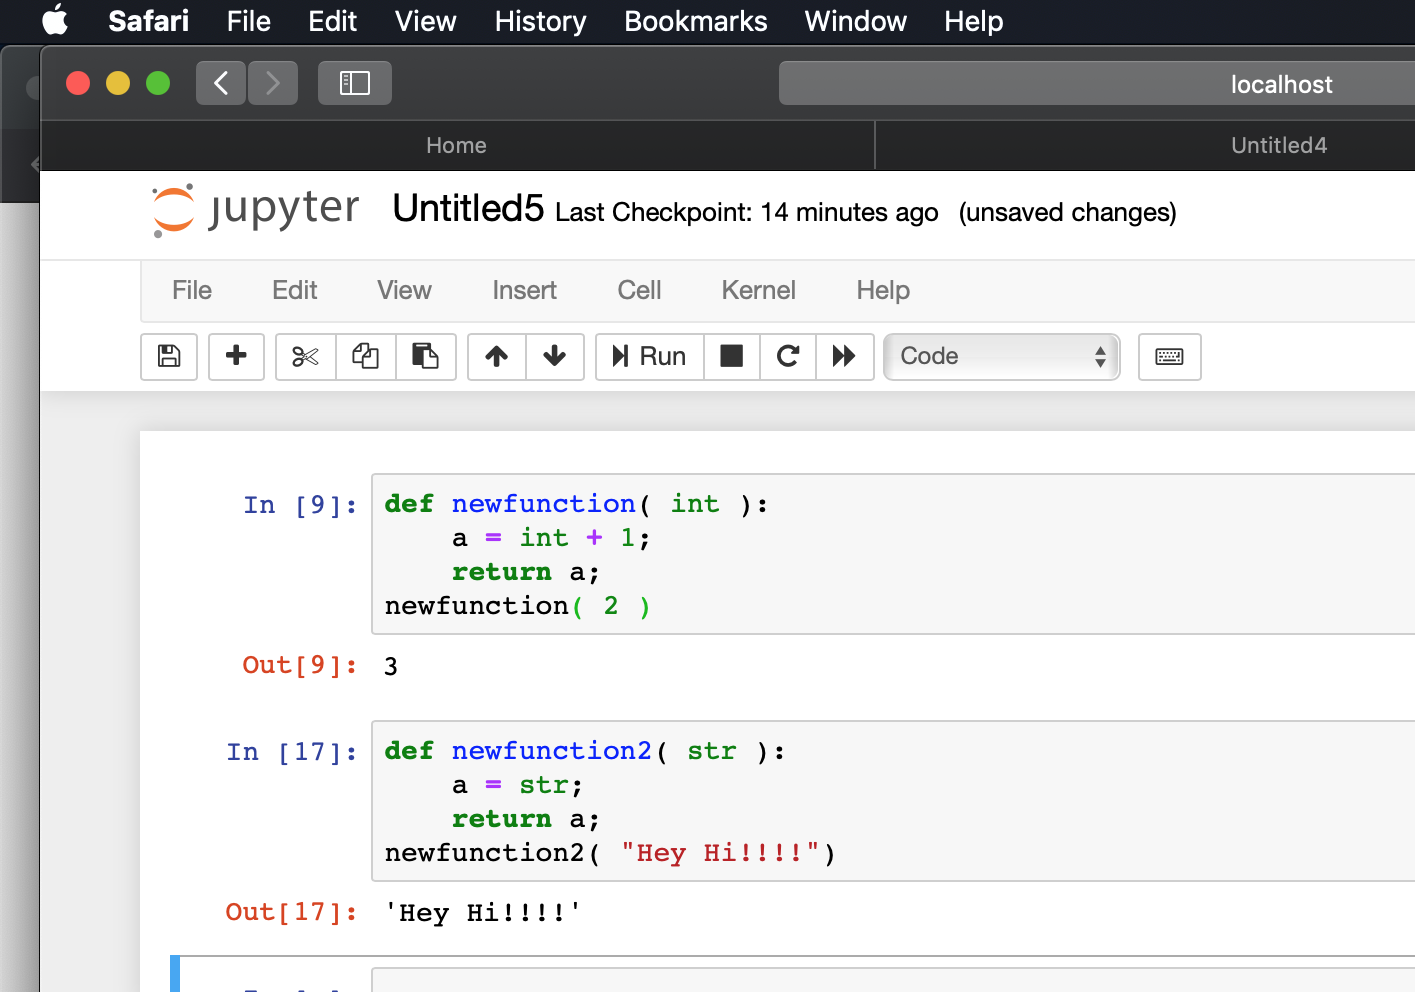 Safari File Edit View History Bookmarks Window Help
localhost
Home Untitled4
jupyter Untitled5 Last Checkpoint: 14 minutes ago (unsaved changes)
File Edit View Insert Cell Kernel Help
Run Code
In [9]: def newfunction( int ):
a = int + 1;
return a;
newfunction( 2 )
Out[9]: 3
In [17]: def newfunction2( str ):
a = str;
return a;
newfunction2( "Hey Hi!!!!")
Out[17]: 'Hey Hi!!!!'